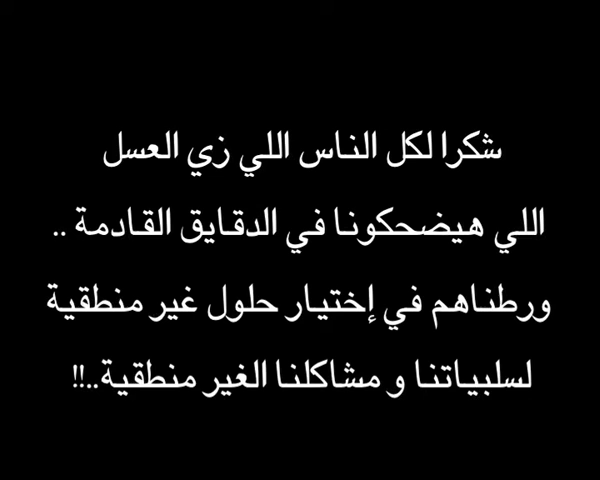 شكرا لكل الناس اللي زي العسل
اللي هيضحكونا في الدقايق القادمة ..
ورطناهم في إختيار حلول غير منطقية
لسلبياتنا و مشاكلنا الغير منطقية..!!